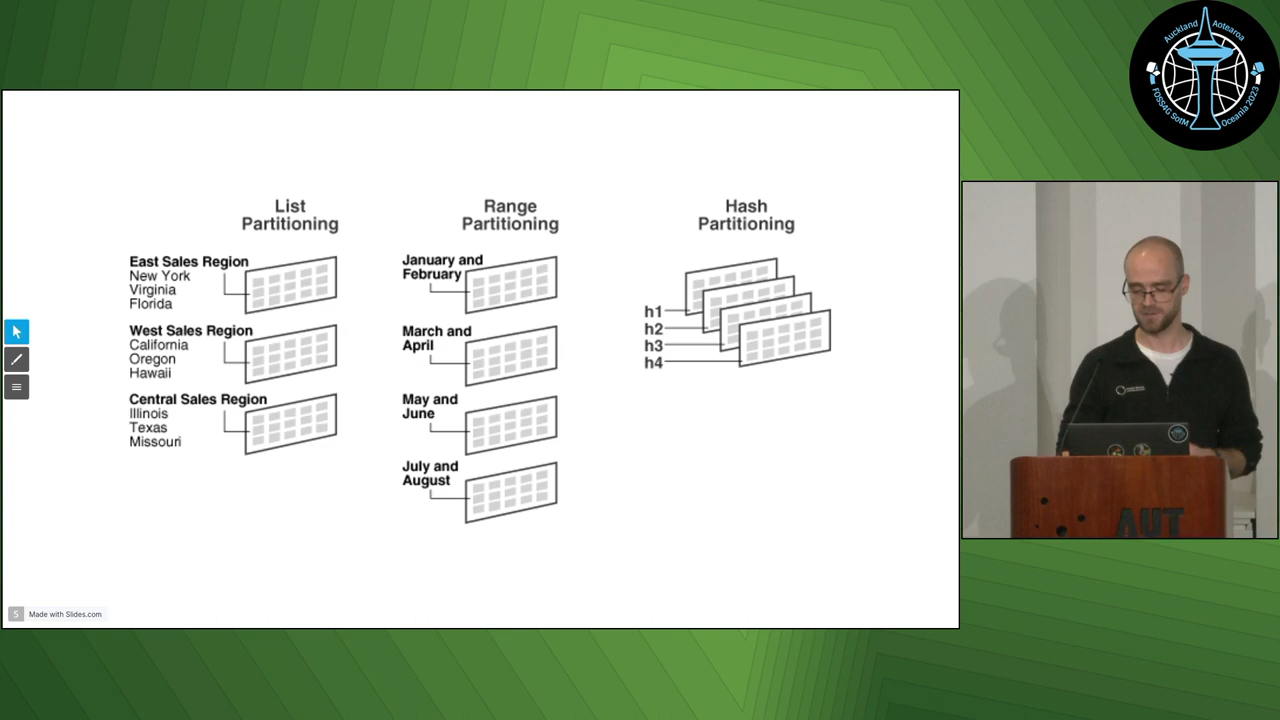 List
Partitioning
East Sales Region
New York
Virginia
Florida
West Sales Region
California
Oregon
Hawaii
Central Sales Region
Illinois
Texas
Missouri
Range
Partitioning
January and
February
March and
April
May and
June
July and
August
Hash
Partitioning
h1
h2
h3
h4
Made with Slides.com
Auckland Aotearoa
FOSS4G SotM Oceania 2023
AUT